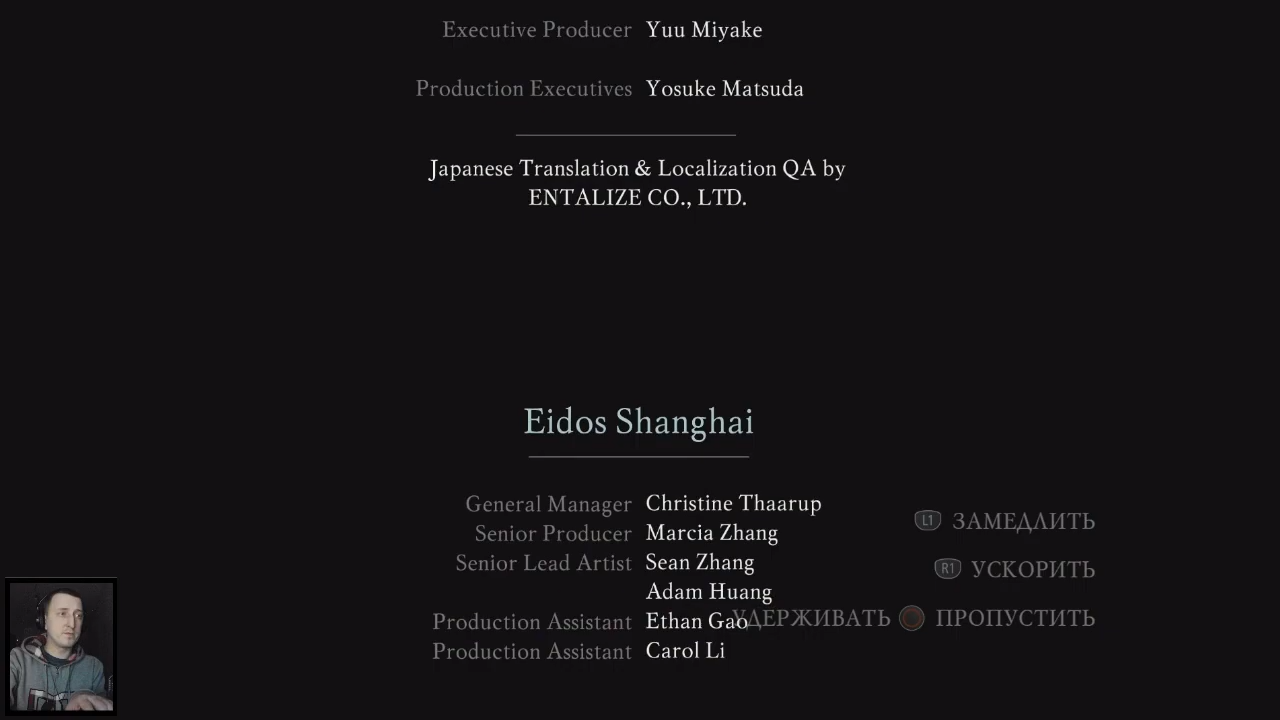 Executive Producer Yuu Miyake
Production Executives Yosuke Matsuda
Japanese Translation & Localization QA by
ENTALIZE CO., LTD.
Eidos Shanghai
General Manager Christine Thaarup
Senior Producer Marcia Zhang
Senior Lead Artist Sean Zhang
Adam Huang
Production Assistant Ethan Gao
Production Assistant Carol Li
L1 ЗАМЕДЛИТЬ
R1 УСКОРИТЬ
УДЕРЖИВАТЬ ПРОПУСТИТЬ